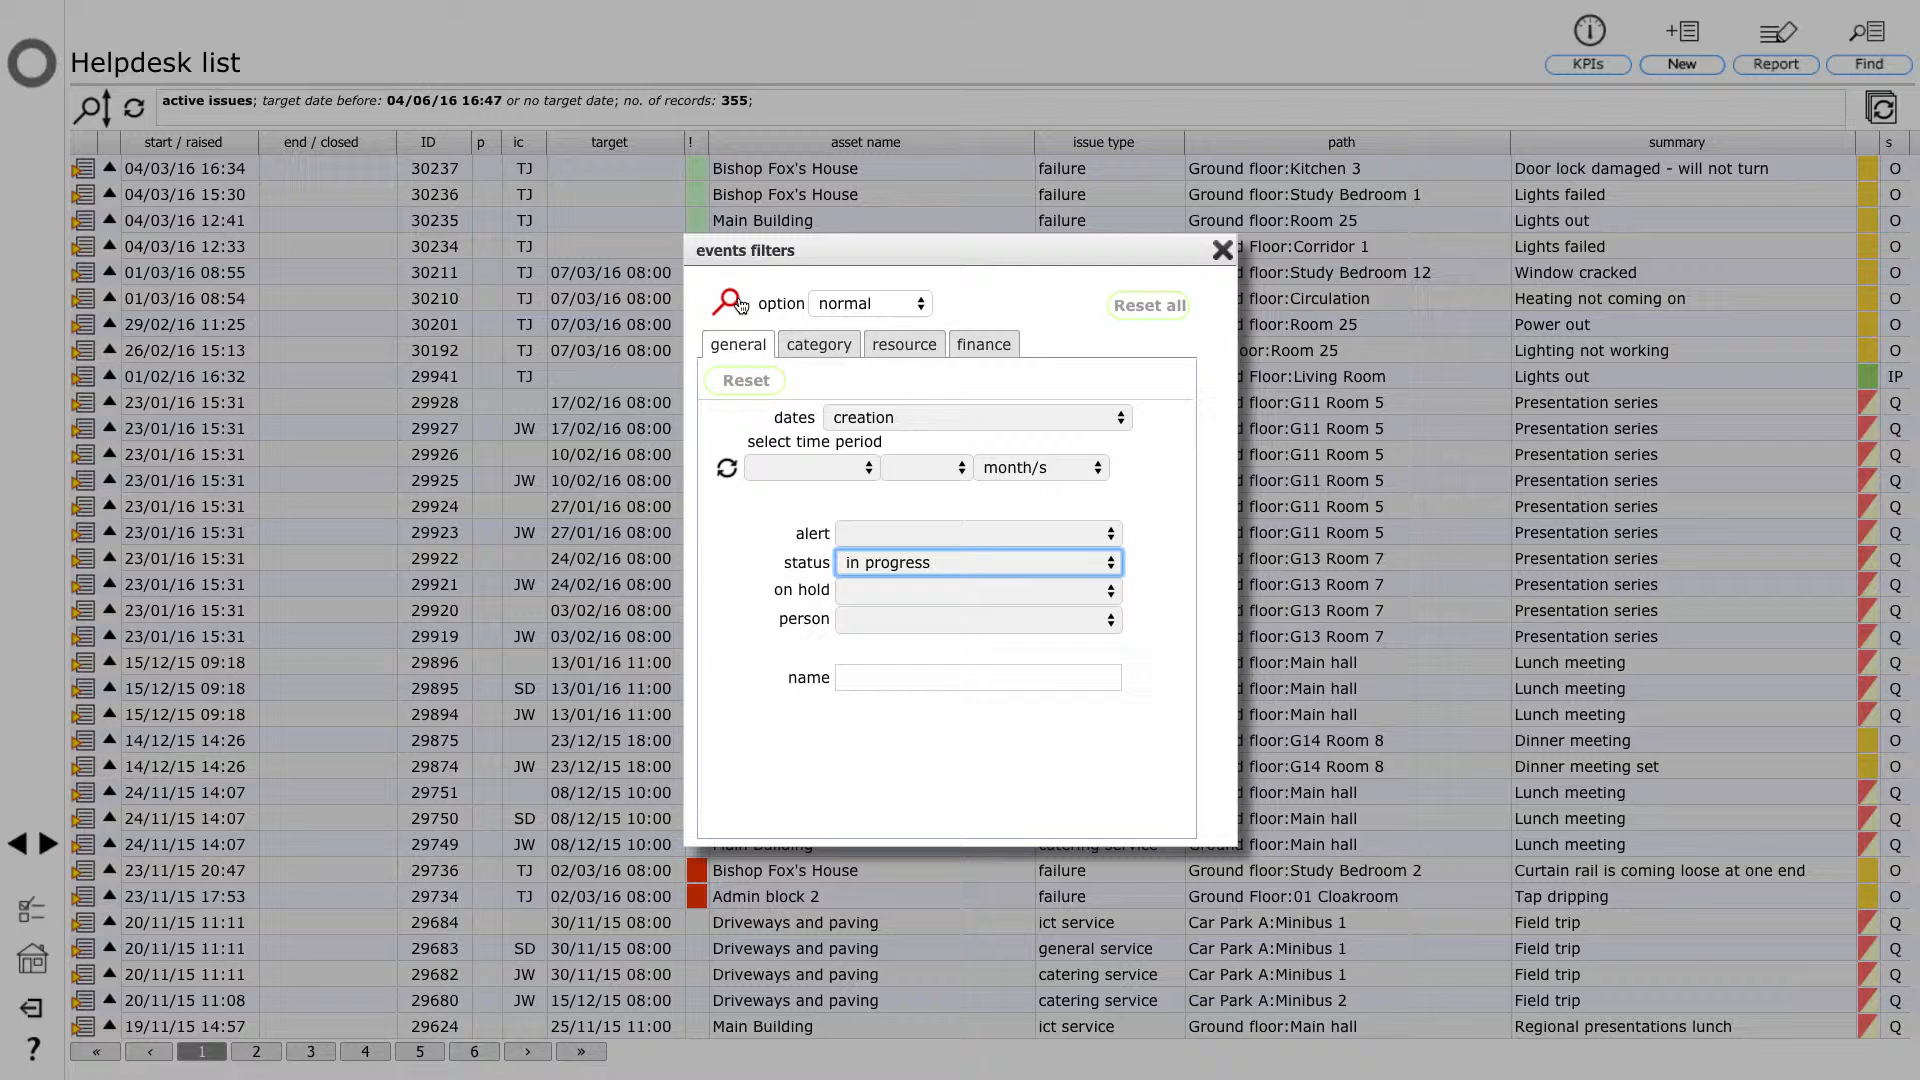 KPIs New Report Find
Helpdesk list
active issues; target date before: 04/06/16 16:47 or no target date; no. of records: 355;
start / raised end / closed ID p ic target ! asset name issue type path summary s
04/03/16 16:34 30237 TJ Bishop Fox's House failure Ground floor:Kitchen 3 Door lock damaged - will not turn O
04/03/16 15:30 30236 TJ Bishop Fox's House failure Ground floor:Study Bedroom 1 Lights failed O
04/03/16 12:41 30235 TJ Main Building failure Ground floor:Room 25 Lights out O
04/03/16 12:33 30234 TJ Floor:Corridor 1 Lights failed O
01/03/16 08:55 30211 TJ 07/03/16 08:00 floor:Study Bedroom 12 Window cracked O
01/03/16 08:54 30210 TJ 07/03/16 08:00 floor:Circulation Heating not coming on O
29/02/16 11:25 30201 TJ 07/03/16 08:00 floor:Room 25 Power out O
26/02/16 15:13 30192 TJ 07/03/16 08:00 oor:Room 25 Lighting not working O
01/02/16 16:32 29941 TJ Floor:Living Room Lights out IP
23/01/16 15:31 29928 17/02/16 08:00 floor:G11 Room 5 Presentation series Q
23/01/16 15:31 29927 JW 17/02/16 08:00 floor:G11 Room 5 Presentation series Q
23/01/16 15:31 29926 10/02/16 08:00 floor:G11 Room 5 Presentation series Q
23/01/16 15:31 29925 JW 10/02/16 08:00 floor:G11 Room 5 Presentation series Q
23/01/16 15:31 29924 27/01/16 08:00 floor:G11 Room 5 Presentation series Q
23/01/16 15:31 29923 JW 27/01/16 08:00 floor:G11 Room 5 Presentation series Q
23/01/16 15:31 29922 24/02/16 08:00 floor:G13 Room 7 Presentation series Q
23/01/16 15:31 29921 JW 24/02/16 08:00 floor:G13 Room 7 Presentation series Q
23/01/16 15:31 29920 03/02/16 08:00 floor:G13 Room 7 Presentation series Q
23/01/16 15:31 29919 JW 03/02/16 08:00 floor:G13 Room 7 Presentation series Q
15/12/15 09:18 29896 13/01/16 11:00 floor:Main hall Lunch meeting Q
15/12/15 09:18 29895 SD 13/01/16 11:00 floor:Main hall Lunch meeting Q
15/12/15 09:18 29894 JW 13/01/16 11:00 floor:Main hall Lunch meeting Q
14/12/15 14:26 29875 23/12/15 18:00 floor:G14 Room 8 Dinner meeting O
14/12/15 14:26 29874 JW 23/12/15 18:00 floor:G14 Room 8 Dinner meeting set O
24/11/15 14:07 29751 08/12/15 10:00 floor:Main hall Lunch meeting Q
24/11/15 14:07 29750 SD 08/12/15 10:00 floor:Main hall Lunch meeting Q
24/11/15 14:07 29749 JW 08/12/15 10:00 Main Building catering service Ground floor:Main hall Lunch meeting Q
23/11/15 20:47 29736 TJ 02/03/16 08:00 Bishop Fox's House failure Ground floor:Study Bedroom 2 Curtain rail is coming loose at one end O
23/11/15 17:53 29734 TJ 02/03/16 08:00 Admin block 2 failure Ground Floor:01 Cloakroom Tap dripping O
20/11/15 11:11 29684 30/11/15 08:00 Driveways and paving ict service Car Park A:Minibus 1 Field trip Q
20/11/15 11:11 29683 SD 30/11/15 08:00 Driveways and paving general service Car Park A:Minibus 1 Field trip Q
20/11/15 11:11 29682 JW 30/11/15 08:00 Driveways and paving catering service Car Park A:Minibus 1 Field trip Q
20/11/15 11:08 29680 JW 15/12/15 08:00 Driveways and paving catering service Car Park A:Minibus 2 Field trip Q
19/11/15 14:57 29624 25/11/15 11:00 Main Building ict service Ground floor:Main hall Regional presentations lunch Q
« ‹ 1 2 3 4 5 6 › »
?
events filters
option normal Reset all
general category resource finance
Reset
dates creation
select time period
month/s
alert
status in progress
on hold
person
name